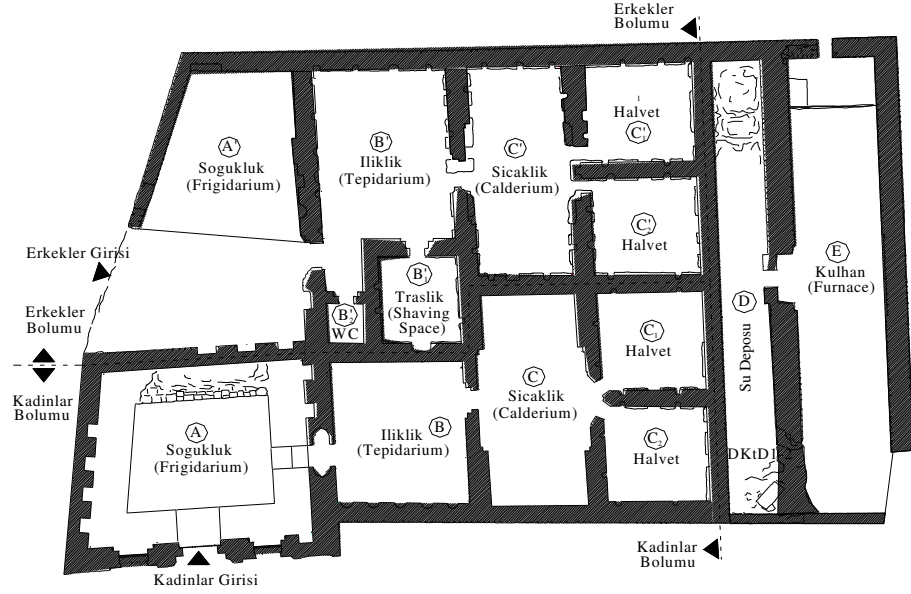 Erkekler
Bolumu
A'
Sogukluk
(Frigidarium)
B'
Iliklik
(Tepidarium)
C'
Sicaklik
(Calderium)
1
Halvet
C'
C'2
Halvet
Erkekler Girisi
Erkekler
Bolumu
Kadinlar
Bolumu
B'1
Traslik
(Shaving
Space)
B'2
WC
E
Kulhan
(Furnace)
D
Su Deposu
C1
Halvet
C
Sicaklik
(Calderium)
A
Sogukluk
(Frigidarium)
Iliklik B
(Tepidarium)
C2
Halvet
DKtD1-2
Kadinlar Girisi
Kadinlar
Bolumu